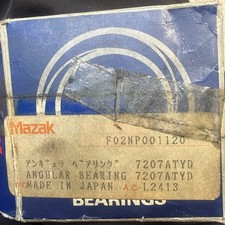 Mazak
F02NP001120
アンギュラ ベアリング 7207ATYD
ANGULAR BEARING 7207ATYD
MADE IN JAPAN AC-L2413
BEARINGS